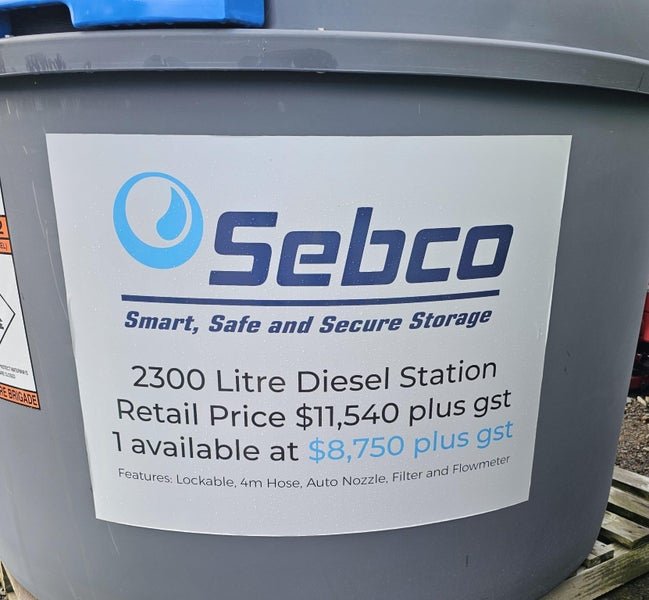 Sebco
Smart, Safe and Secure Storage
2300 Litre Diesel Station
Retail Price $11,540 plus gst
1 available at $8,750 plus gst
Features: Lockable, 4m Hose, Auto Nozzle, Filter and Flowmeter
RE BRIGADE